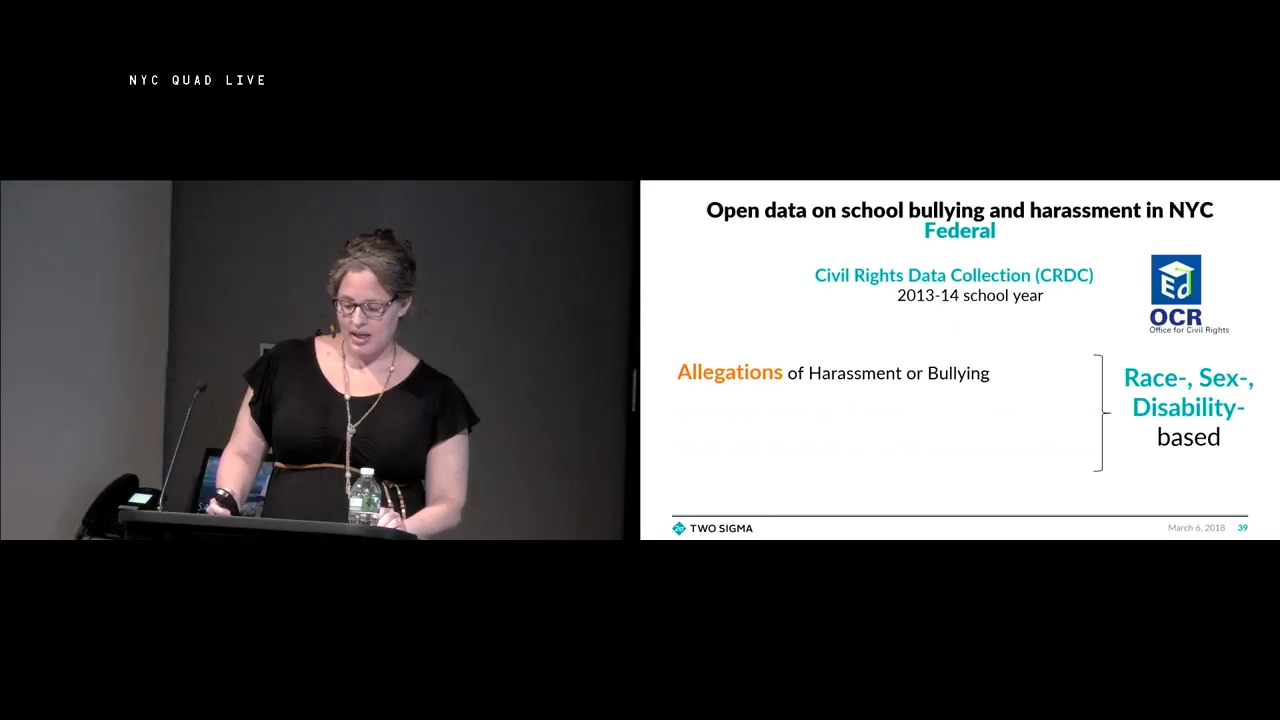 NYC QUAD LIVE
Open data on school bullying and harassment in NYC
Federal
Civil Rights Data Collection (CRDC)
2013-14 school year
Ed
OCR
Office for Civil Rights
Allegations of Harassment or Bullying
Race-, Sex-,
Disability-
based
TWO SIGMA
March 6, 2018 39